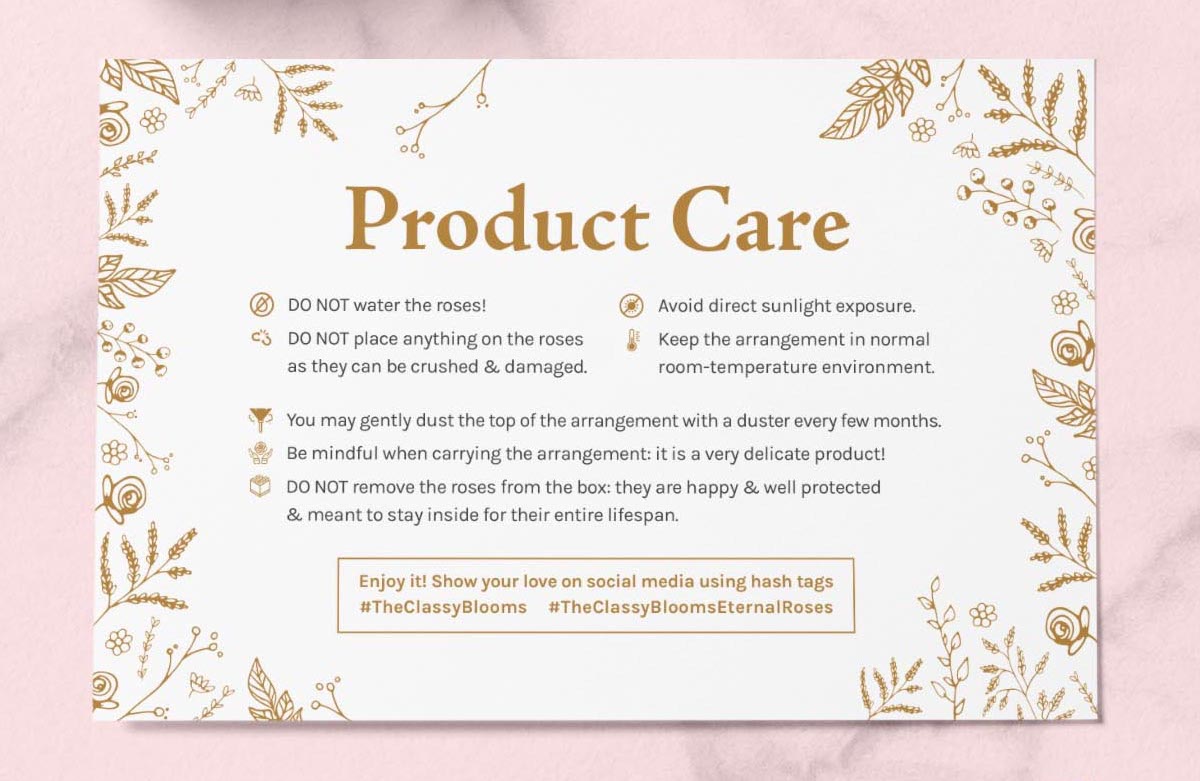 Product Care
DO NOT water the roses!
DO NOT place anything on the roses
as they can be crushed & damaged.
Avoid direct sunlight exposure.
Keep the arrangement in normal
room-temperature environment.
You may gently dust the top of the arrangement with a duster every few months.
Be mindful when carrying the arrangement: it is a very delicate product!
DO NOT remove the roses from the box: they are happy & well protected
& meant to stay inside for their entire lifespan.
Enjoy it! Show your love on social media using hash tags
#TheClassyBlooms #TheClassyBloomsEternalRoses